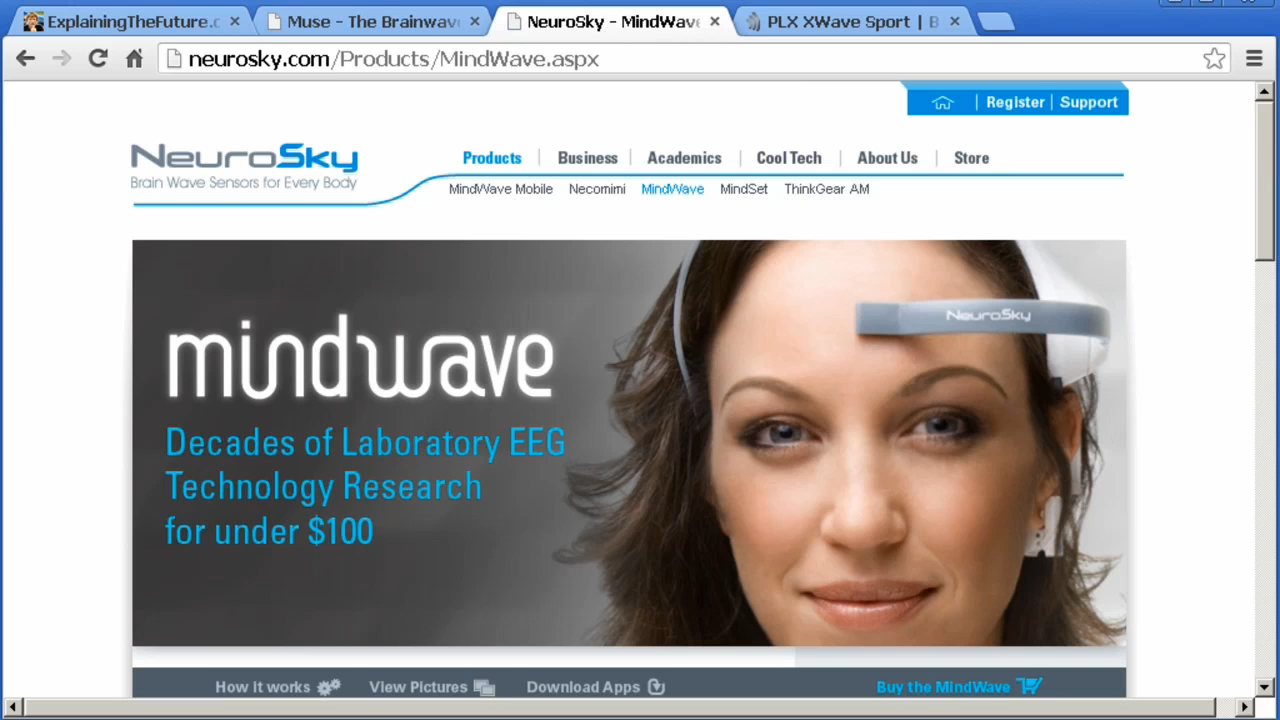 ExplainingTheFuture.c
Muse - The Brainwav
NeuroSky - MindWave
PLX XWave Sport | B
neurosky.com/Products/MindWave.aspx
Register | Support
NeuroSky
Brain Wave Sensors for Every Body
Products | Business | Academics | Cool Tech | About Us | Store
MindWave Mobile Necomimi MindWave MindSet ThinkGear AM
NeuroSky
mindwave
Decades of Laboratory EEG
Technology Research
for under $100
How it works View Pictures Download Apps Buy the MindWave